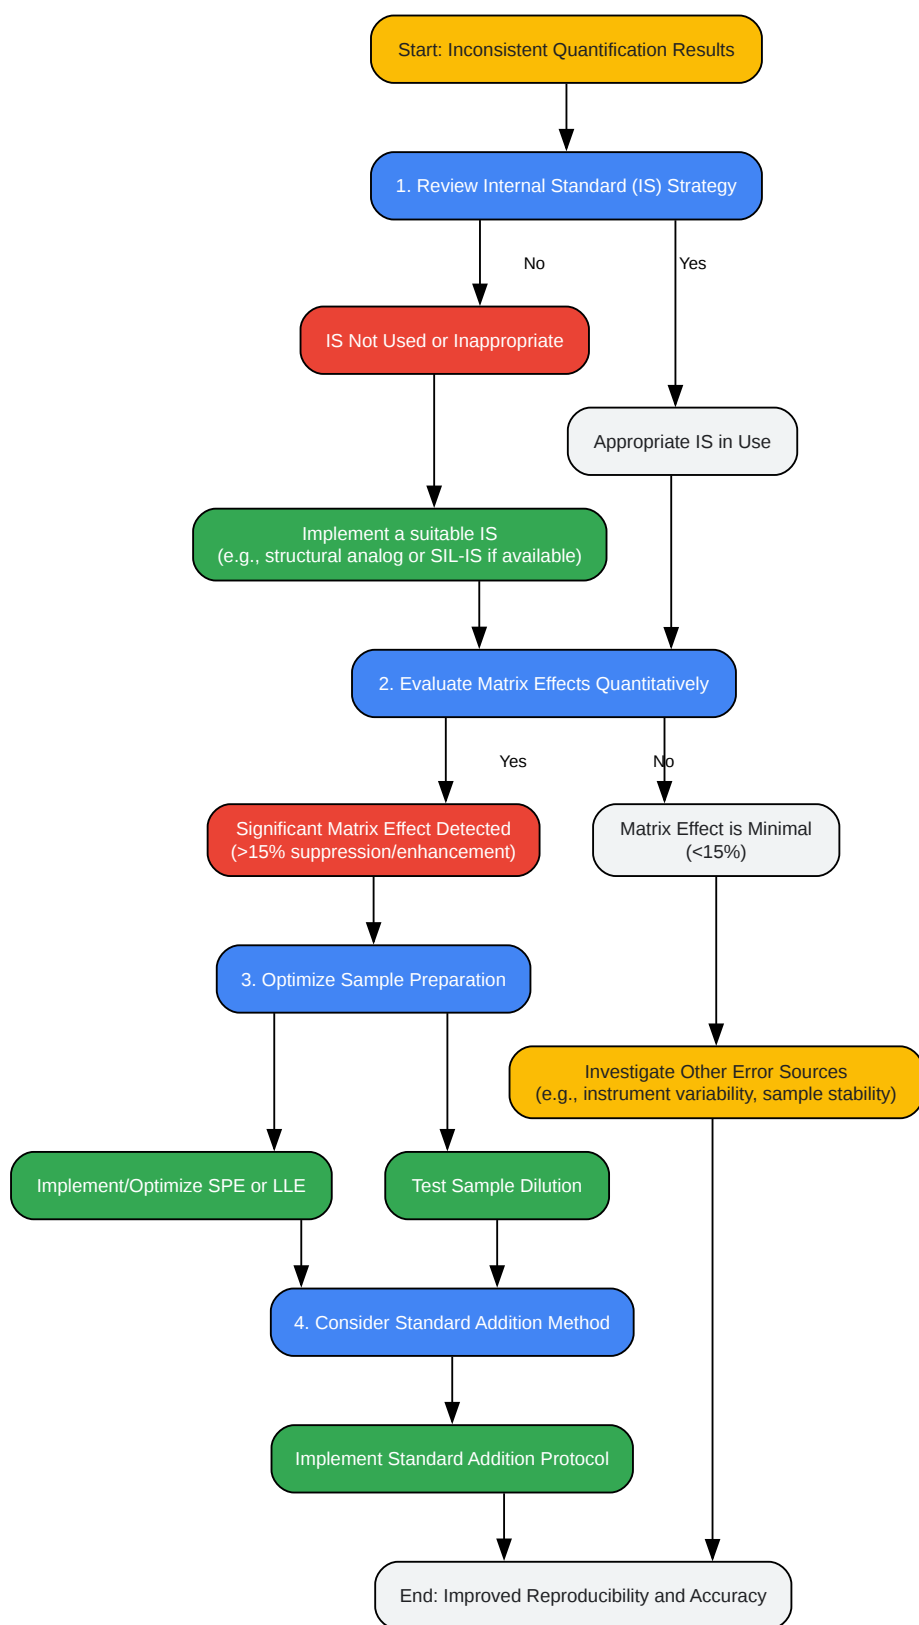 Start: Inconsistent Quantification Results
1. Review Internal Standard (IS) Strategy
No
Yes
IS Not Used or Inappropriate
Appropriate IS in Use
Implement a suitable IS
(e.g., structural analog or SIL-IS if available)
2. Evaluate Matrix Effects Quantitatively
Yes
No
Significant Matrix Effect Detected
(>15% suppression/enhancement)
Matrix Effect is Minimal
(<15%)
3. Optimize Sample Preparation
Investigate Other Error Sources
(e.g., instrument variability, sample stability)
Implement/Optimize SPE or LLE
Test Sample Dilution
4. Consider Standard Addition Method
Implement Standard Addition Protocol
End: Improved Reproducibility and Accuracy